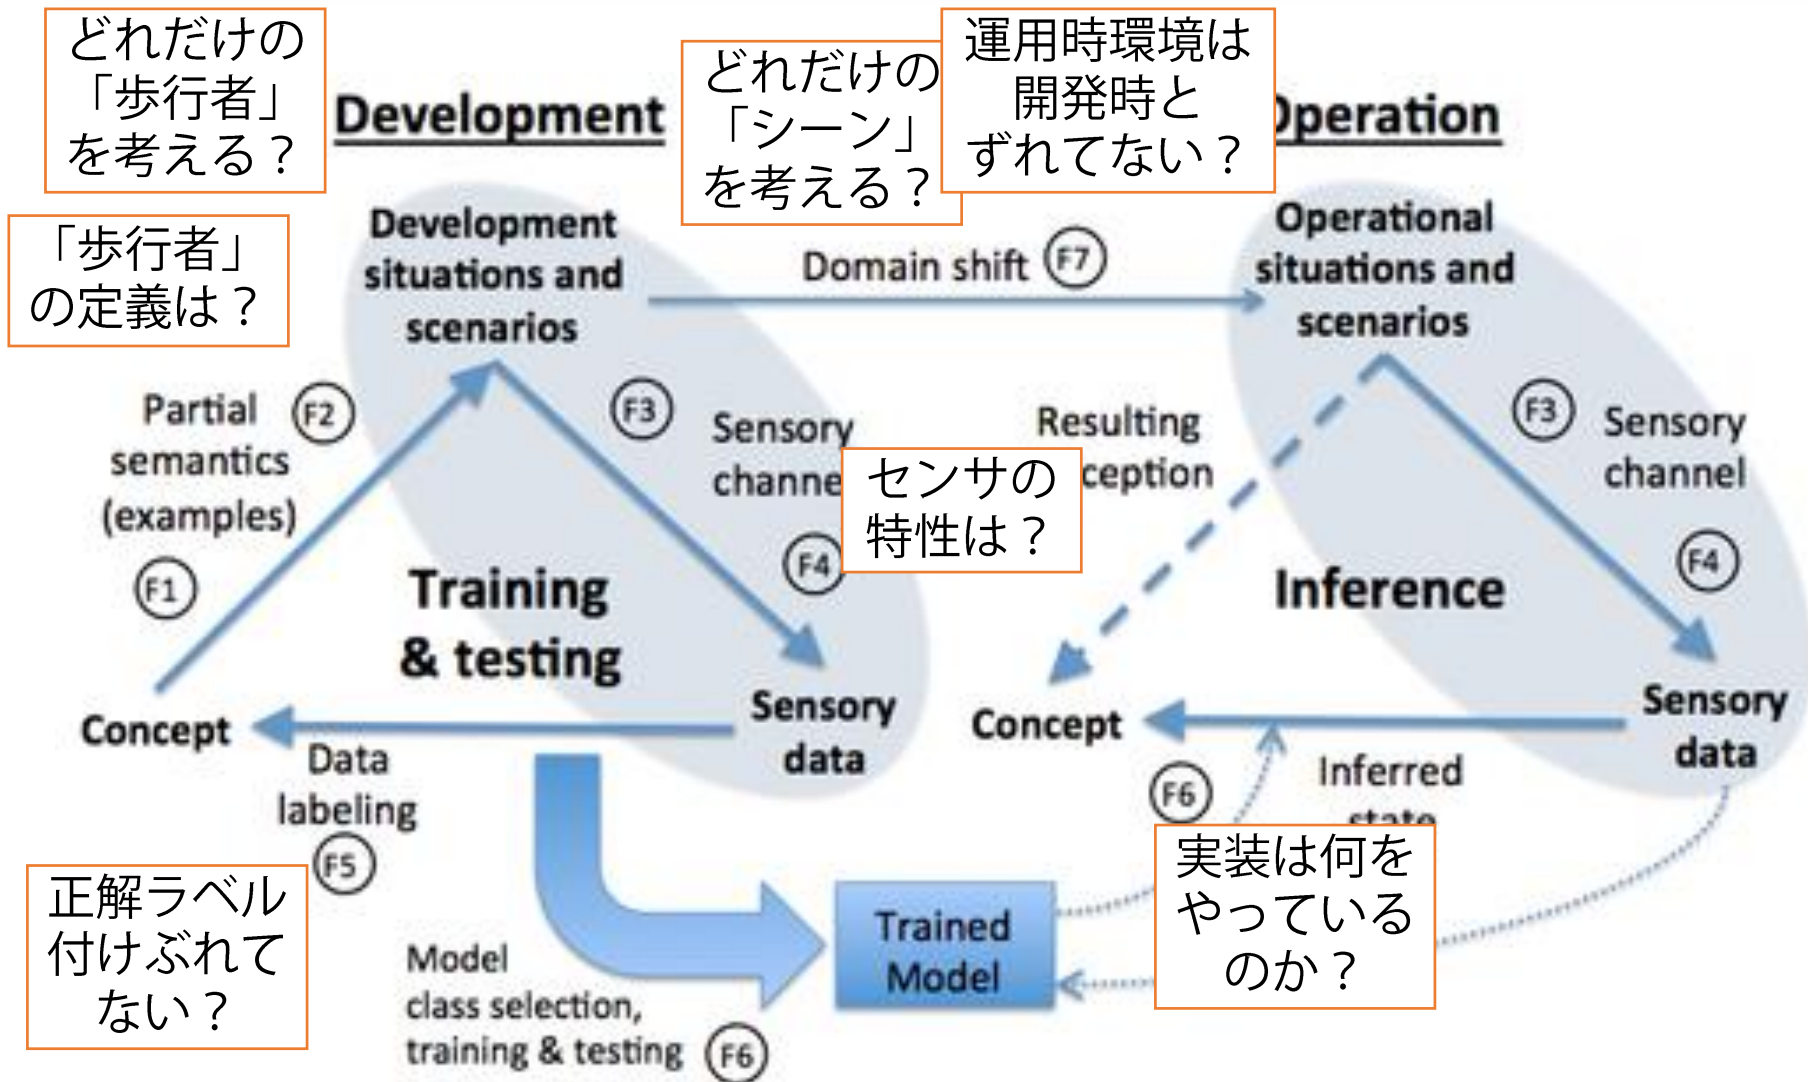 どれだけの
「歩行者」
を考える？
Development
どれだけの
「シーン」
を考える？
運用時環境は
開発時と
ずれてない？
Operation
「歩行者」
の定義は？
Development
situations and
scenarios
Domain shift
F7
Operational
situations and
scenarios
Partial
semantics
(examples)
F2
F1
F3
Sensory
channe
F4
センサの
特性は？
Resulting
ception
F3
Sensory
channel
F4
Training
& testing
Inference
Concept
Sensory
data
Data
labeling
F5
Concept
Sensory
data
Inferred
state
F6
正解ラベル
付けぶれて
ない？
実装は何を
やっている
のか？
Trained
Model
Model
class selection,
training & testing
F6